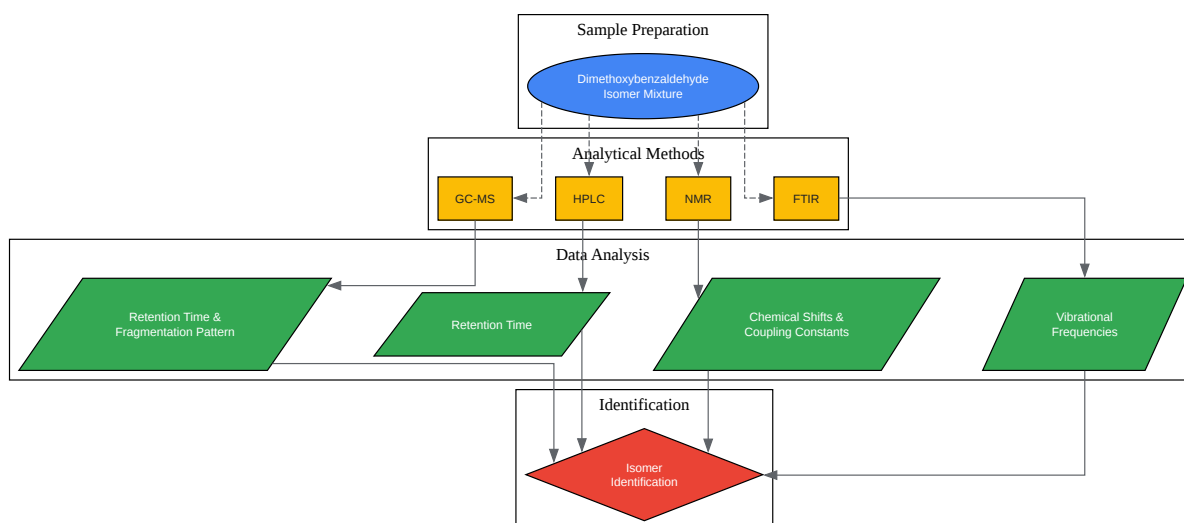 Sample Preparation
Dimethoxybenzaldehyde
Isomer Mixture
Analytical Methods
GC-MS
HPLC
NMR
FTIR
Data Analysis
Retention Time &
Fragmentation Pattern
Retention Time
Chemical Shifts &
Coupling Constants
Vibrational
Frequencies
Identification
Isomer
Identification